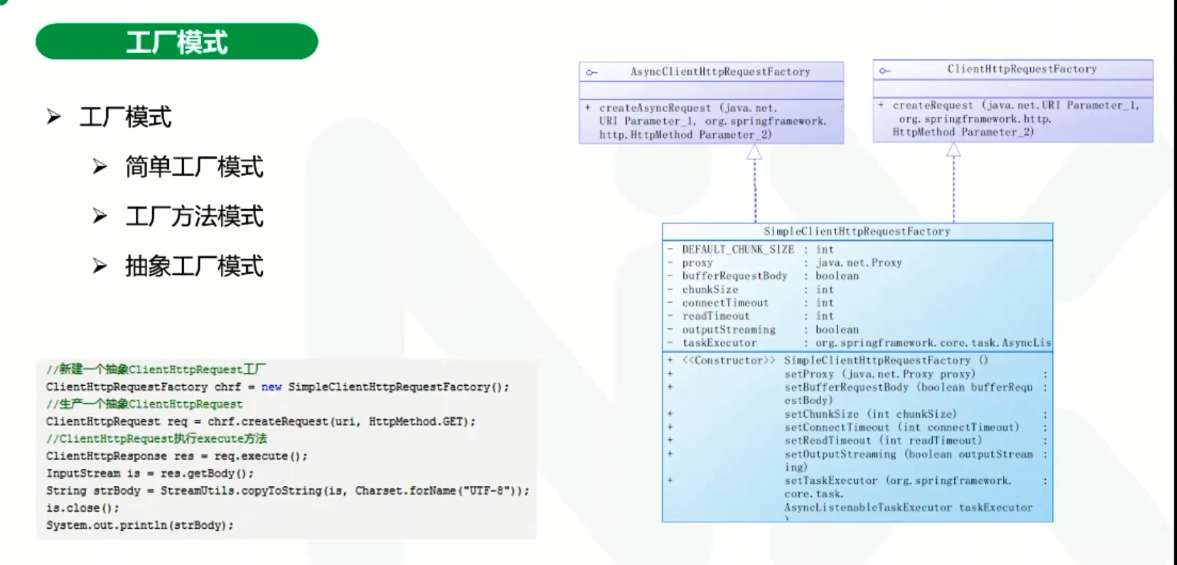 工厂模式
➢ 工厂模式
➢ 简单工厂模式
➢ 工厂方法模式
➢ 抽象工厂模式
//新建一个抽象ClientHttpRequest工厂
ClientHttpRequestFactory chrf = new SimpleClientHttpRequestFactory();
//生产一个抽象ClientHttpRequest
ClientHttpRequest req = chrf.createRequest(uri, HttpMethod.GET);
//ClientHttpRequest执行execute方法
ClientHttpResponse res = req.execute();
InputStream is = res.getBody();
String strBody = StreamUtils.copyToString(is, Charset.forName("UTF-8"));
is.close();
System.out.println(strBody);
AsyncClientHttpRequestFactory
+ createAsyncRequest (java.net.
URI Parameter_1, org.springframework.
http.HttpMethod Parameter_2)
ClientHttpRequestFactory
+ createRequest (java.net.URI Parameter_1,
org.springframework.http.
HttpMethod Parameter_2)
SimpleClientHttpRequestFactory
- DEFAULT_CHUNK_SIZE : int
- proxy : java.net.Proxy
- bufferRequestBody : boolean
- chunkSize : int
- connectTimeout : int
- readTimeout : int
- outputStreaming : boolean
- taskExecutor : org.springframework.core.task.AsyncLis
+ <<Constructor>> SimpleClientHttpRequestFactory ()
+ setProxy (java.net.Proxy proxy) :
+ setBufferRequestBody (boolean bufferRequ :
estBody)
+ setChunkSize (int chunkSize) :
+ setConnectTimeout (int connectTimeout) :
+ setReadTimeout (int readTimeout) :
+ setOutputStreaming (boolean outputStream :
ing)
+ setTaskExecutor (org.springframework. :
core.task.
AsyncListenableTaskExecutor taskExecutor
)